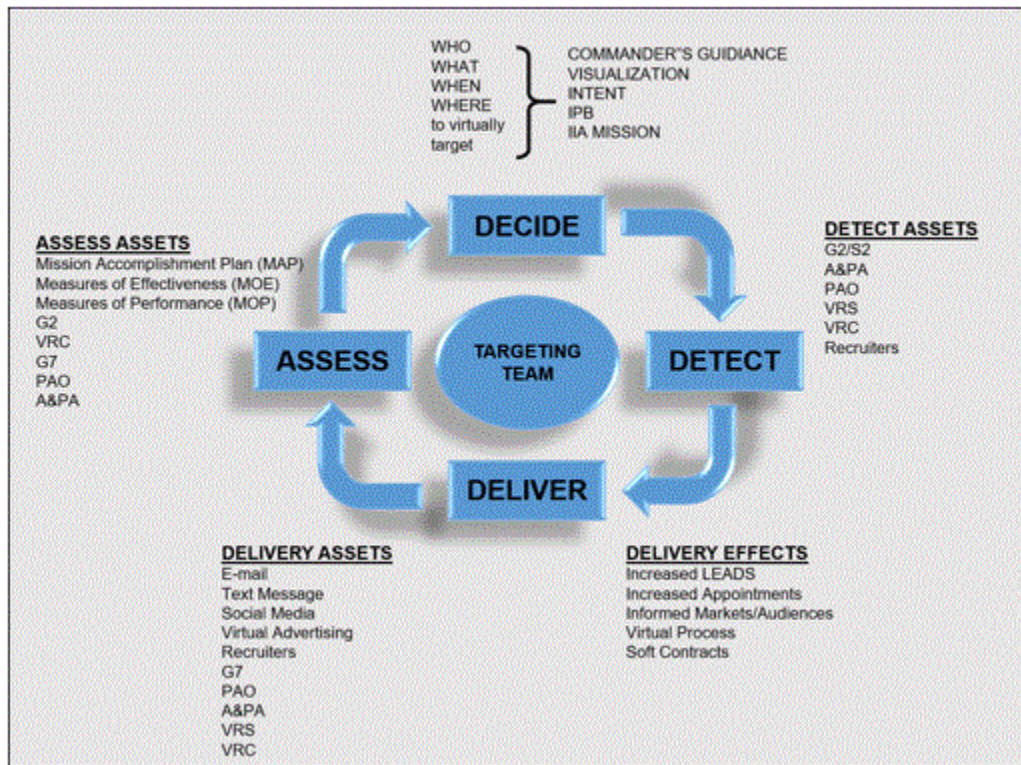 WHO
WHAT
WHEN
WHERE
to virtually
target
COMMANDER"S GUIDIANCE
VISUALIZATION
INTENT
IPB
IIA MISSION
DECIDE
ASSESS ASSETS
Mission Accomplishment Plan (MAP)
Measures of Effectiveness (MOE)
Measures of Performance (MOP)
G2
VRC
G7
PAO
A&PA
DETECT ASSETS
G2/S2
A&PA
PAO
VRS
VRC
Recruiters
ASSESS
TARGETING
TEAM
DETECT
DELIVER
DELIVERY ASSETS
E-mail
Text Message
Social Media
Virtual Advertising
Recruiters
G7
PAO
A&PA
VRS
VRC
DELIVERY EFFECTS
Increased LEADS
Increased Appointments
Informed Markets/Audiences
Virtual Process
Soft Contracts